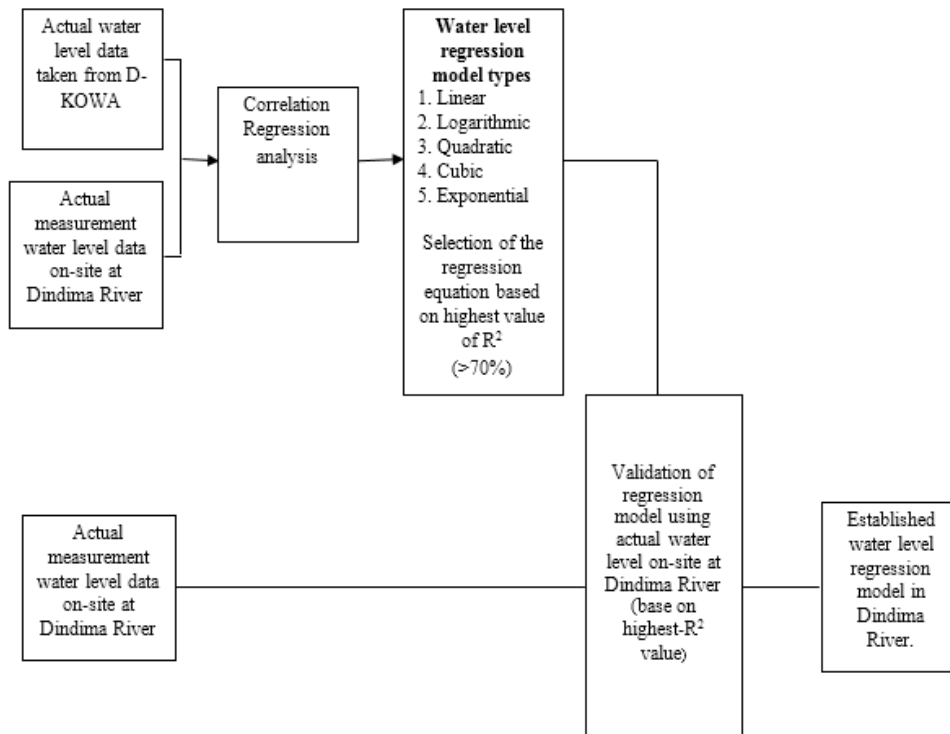 Actual water
level data
taken from D-
KOWA
Actual
measurement
water level data
on-site at
Dindima River
Correlation
Regression
analysis
Water level
regression
model types
1. Linear
2. Logarithmic
3. Quadratic
4. Cubic
5. Exponential
Selection of the
regression
equation based
on highest value
of R²
(>70%)
Actual
measurement
water level data
on-site at
Dindima River
Validation of
regression
model using
actual water
level on-site at
Dindima River
(base on
highest-R²
value)
Established
water level
regression
model in
Dindima
River.